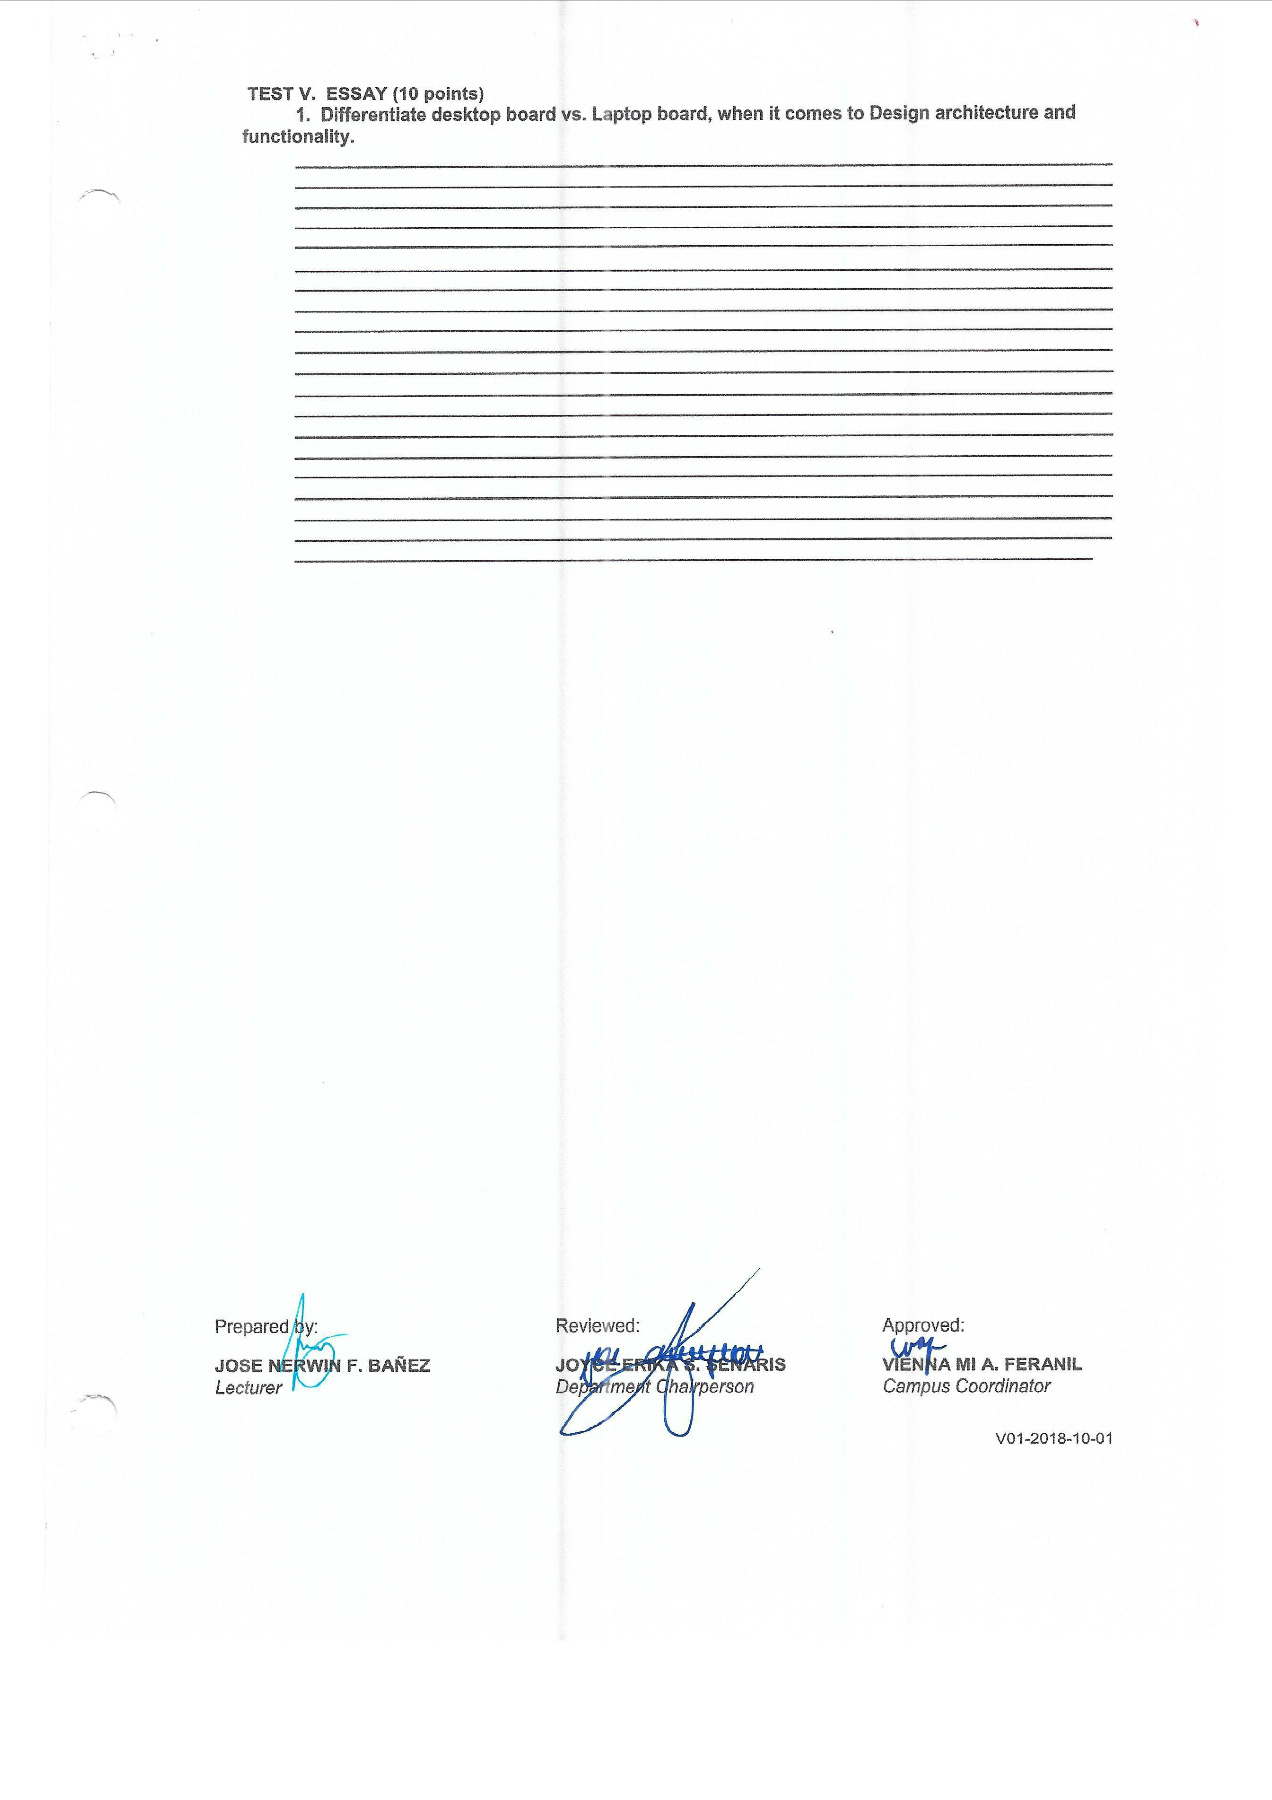 TEST V. ESSAY (10 points)
1. Differentiate desktop board vs. Laptop board, when it comes to Design architecture and
functionality.
Prepared by:
JOSE NERWIN F. BAÑEZ
Lecturer
Reviewed:
JOYCE ERIKA S. SENARIS
Department Chairperson
Approved:
VIENNA MI A. FERANIL
Campus Coordinator
V01-2018-10-01